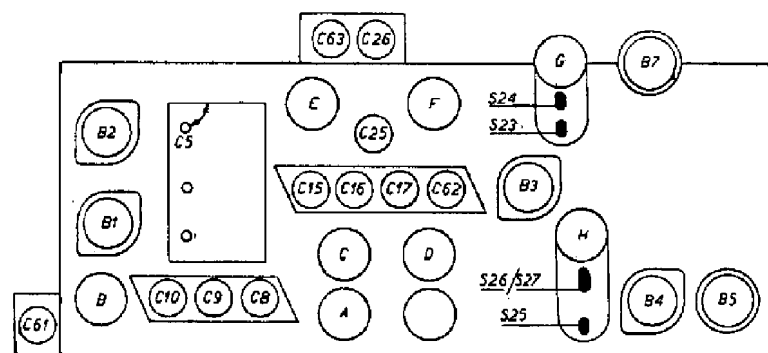 C63 C26
G
B7
E F
S24
B2
C5
C25
S23
C15 C16 C17 C62
B3
B1
C D
H
S26/S27
B
C10 C9 C8
A
B4 B5
S25
C61